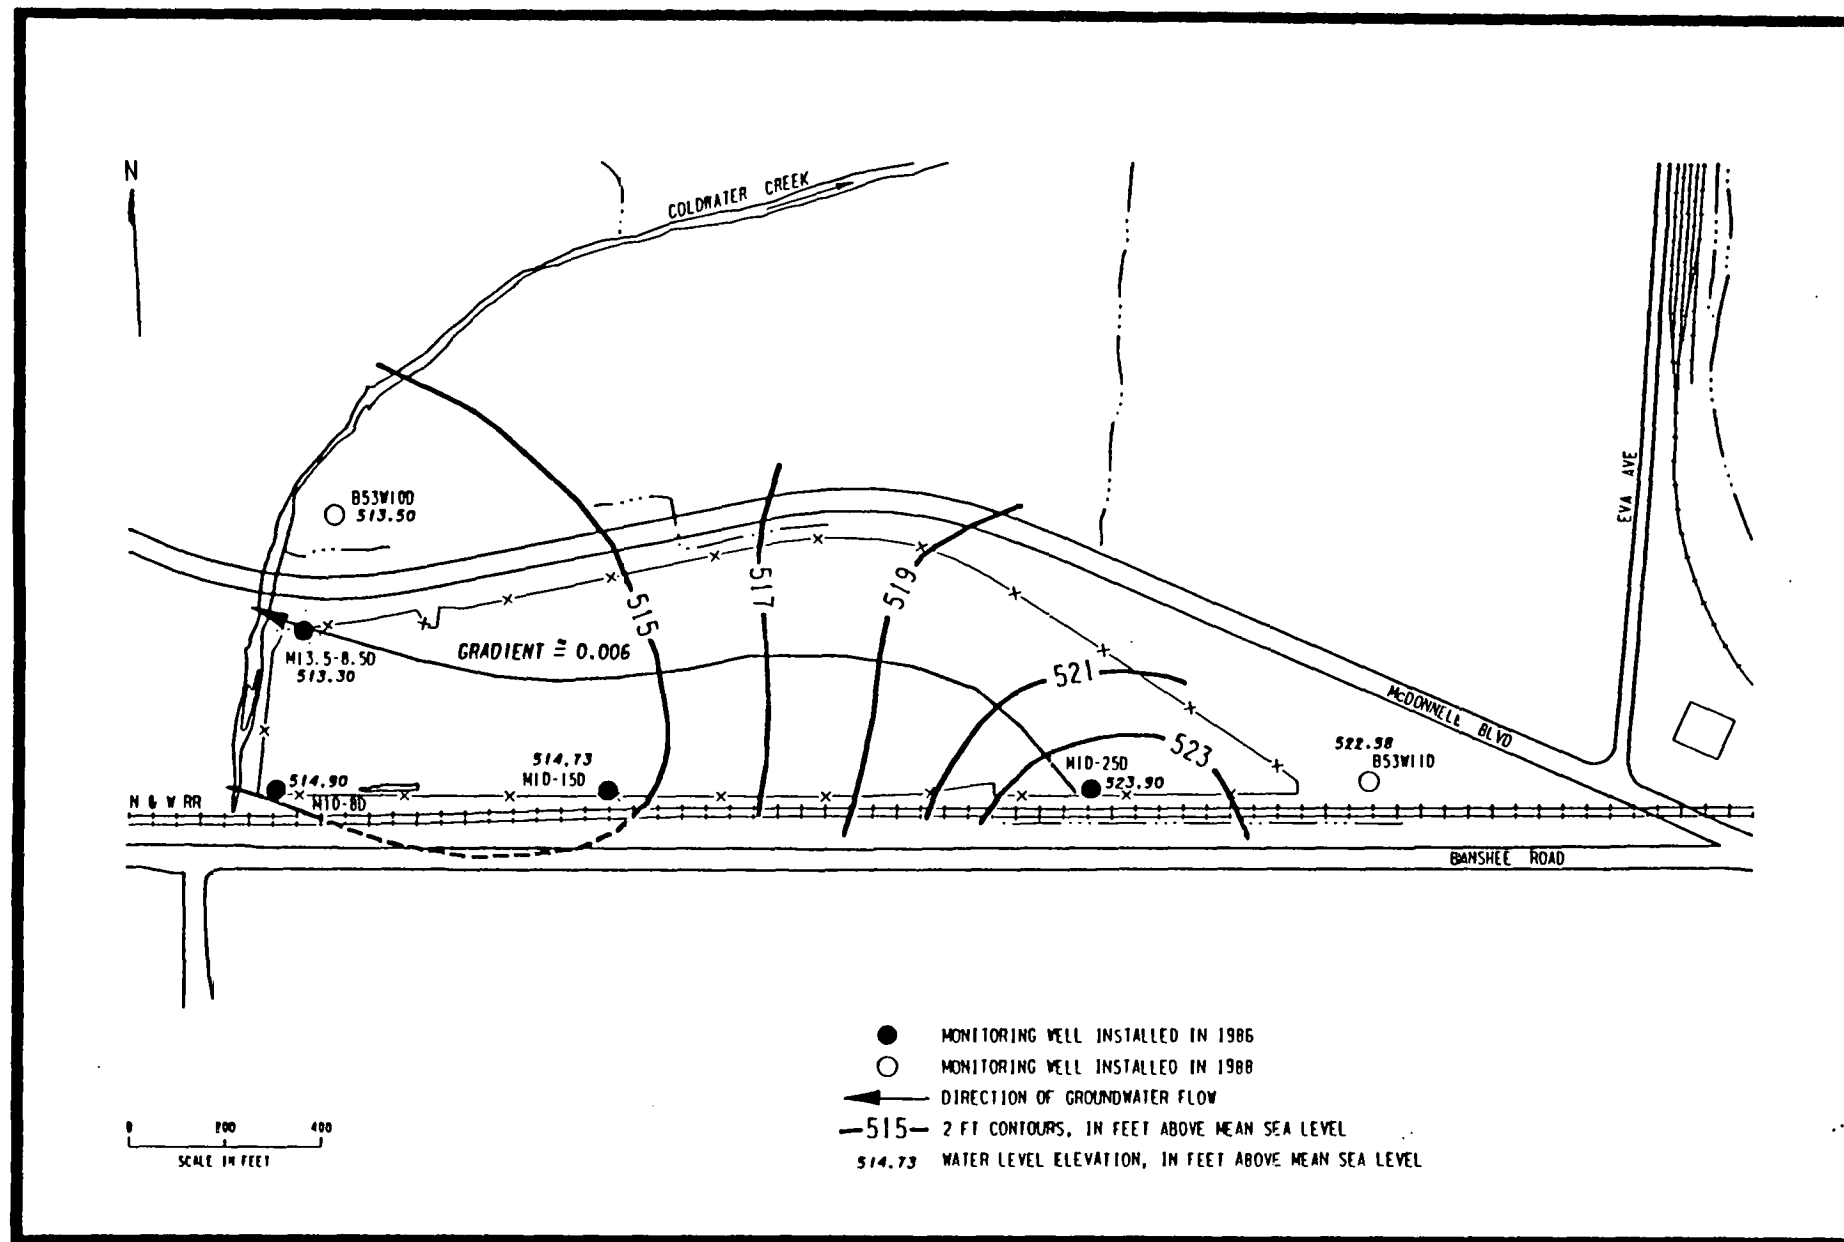 N
COLDWATER CREEK
B53W10D
513.50
EVA AVE
515
517
519
GRADIENT ≅ 0.006
M13.5-8.5D
513.30
521
McDONNELL BLVD
523
514.73
M10-15D
514.90
M10-8D
M10-25D
523.90
522.58
B53W11D
N & W RR
BANSHEE ROAD
MONITORING WELL INSTALLED IN 1986
MONITORING WELL INSTALLED IN 1988
DIRECTION OF GROUNDWATER FLOW
515 2 FT CONTOURS, IN FEET ABOVE MEAN SEA LEVEL
514.73 WATER LEVEL ELEVATION, IN FEET ABOVE MEAN SEA LEVEL
0 200 400
SCALE IN FEET